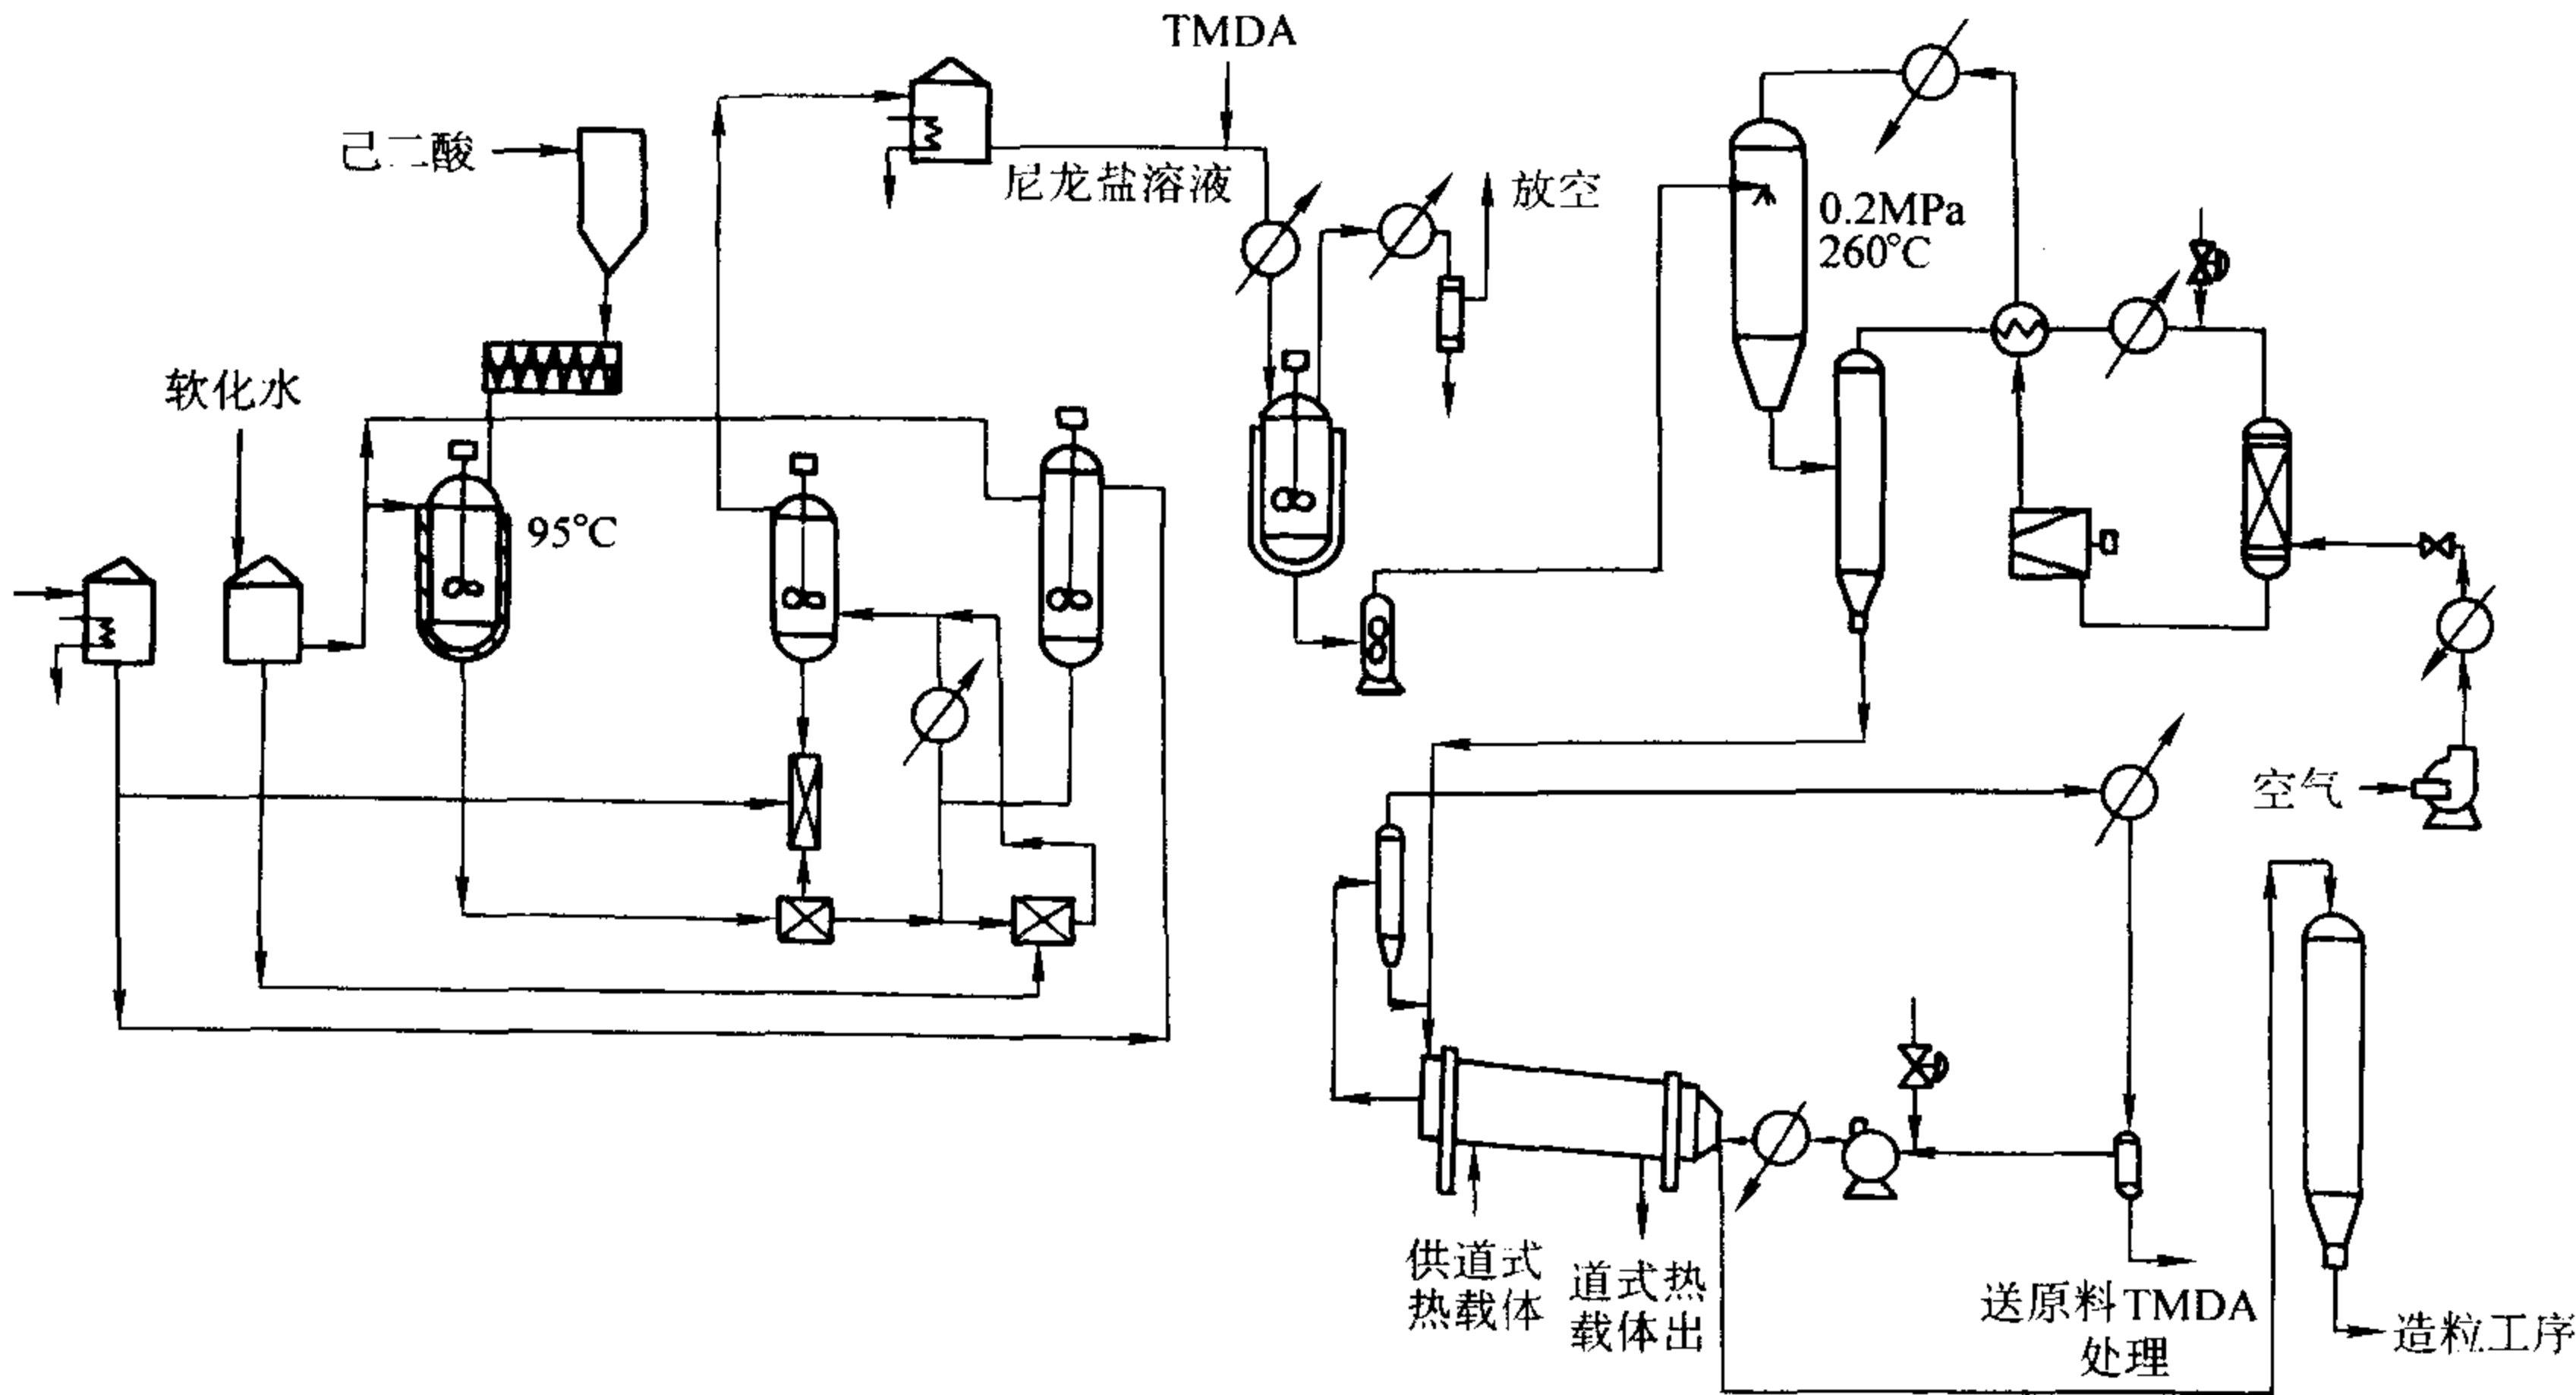 TMDA
己二酸
尼龙盐溶液
放空
0.2MPa
260℃
软化水
95℃
空气
供道式
热载体
道式热
载体出
送原料TMDA
处理
造粒工序